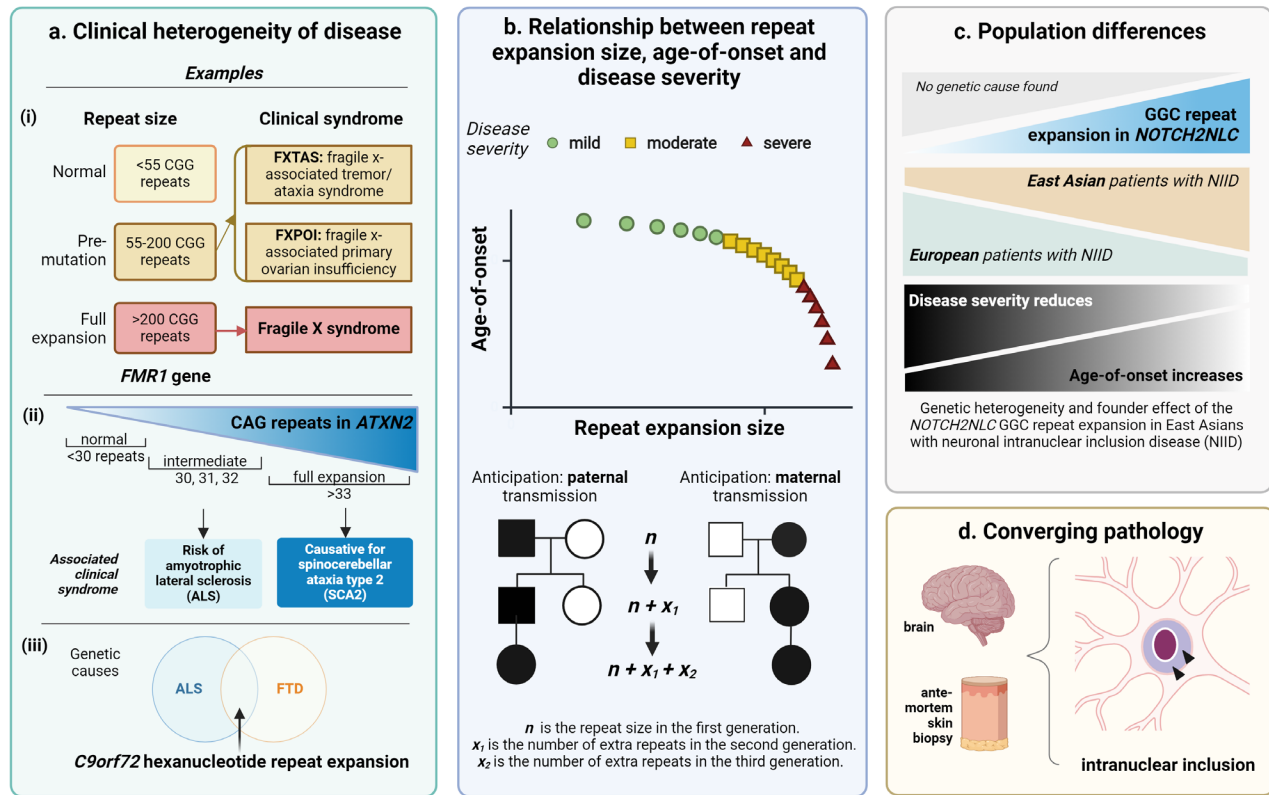 a. Clinical heterogeneity of disease
Examples
(i)
Repeat size
Clinical syndrome
Normal
<55 CGG
repeats
FXTAS: fragile x-
associated tremor/
ataxia syndrome
Pre-
mutation
55-200 CGG
repeats
FXPOI: fragile x-
associated primary
ovarian insufficiency
Full
expansion
>200 CGG
repeats
Fragile X syndrome
FMR1 gene
(ii)
CAG repeats in ATXN2
normal
<30 repeats
intermediate
30, 31, 32
full expansion
>33
Associated
clinical
syndrome
Risk of
amyotrophic
lateral sclerosis
(ALS)
Causative for
spinocerebellar
ataxia type 2
(SCA2)
(iii)
Genetic
causes
ALS
FTD
C9orf72 hexanucleotide repeat expansion
b. Relationship between repeat
expansion size, age-of-onset and
disease severity
Disease
severity
mild
moderate
severe
Age-of-onset
Repeat expansion size
Anticipation: paternal
transmission
Anticipation: maternal
transmission
n
n + x1
n + x1 + x2
n is the repeat size in the first generation.
x1 is the number of extra repeats in the second generation.
x2 is the number of extra repeats in the third generation.
c. Population differences
No genetic cause found
GGC repeat
expansion in NOTCH2NLC
East Asian patients with NIID
European patients with NIID
Disease severity reduces
Age-of-onset increases
Genetic heterogeneity and founder effect of the
NOTCH2NLC GGC repeat expansion in East Asians
with neuronal intranuclear inclusion disease (NIID)
d. Converging pathology
brain
ante-
mortem
skin
biopsy
intranuclear inclusion